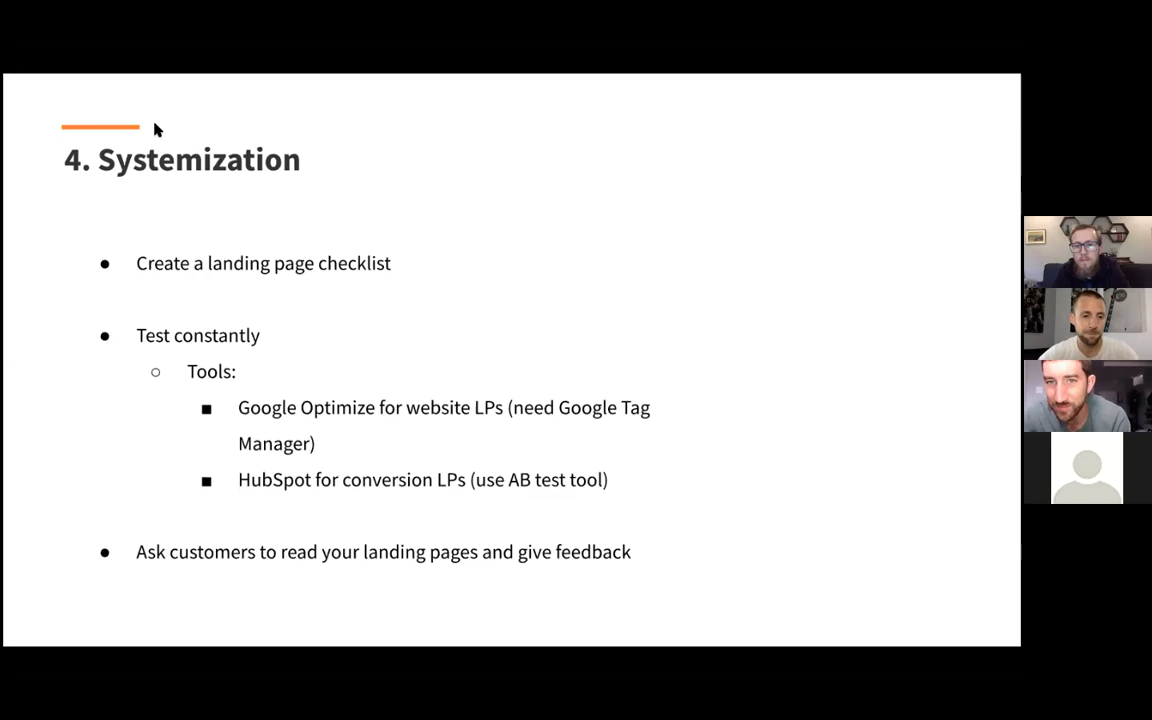 4. Systemization
● Create a landing page checklist
● Test constantly
○ Tools:
■ Google Optimize for website LPs (need Google Tag
Manager)
■ HubSpot for conversion LPs (use AB test tool)
● Ask customers to read your landing pages and give feedback